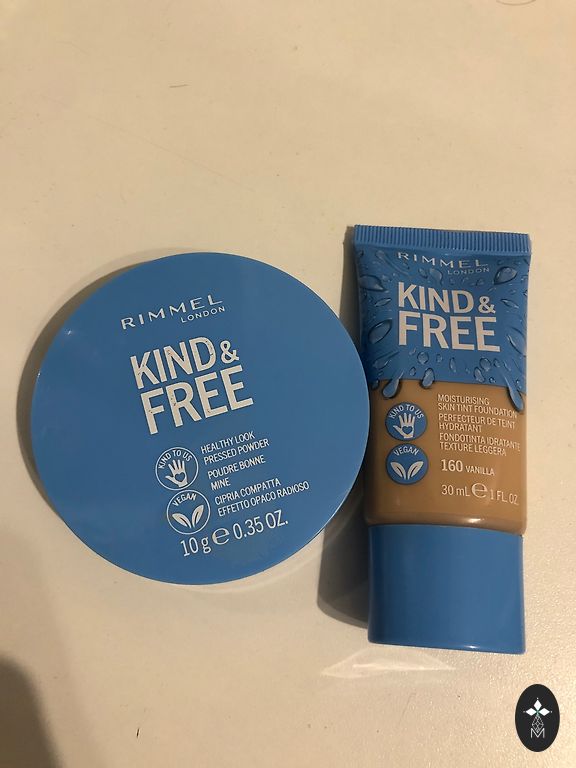 RIMMEL
LONDON
KIND &
FREE
KIND TO US
HEALTHY LOOK
PRESSED POWDER
POUDRE BONNE
MINE
VEGAN
CIPRIA COMPATTA
EFFETTO OPACO RADIOSO
10 g e 0.35 OZ.
RIMMEL
LONDON
KIND &
FREE
KIND TO US
MOISTURISING
SKIN TINT FOUNDATION
PERFECTEUR DE TEINT
HYDRATANT
FONDOTINTA IDRATANTE
TEXTURE LEGGERA
VEGAN
160 VANILLA
30 mL e 1 FL OZ.
M